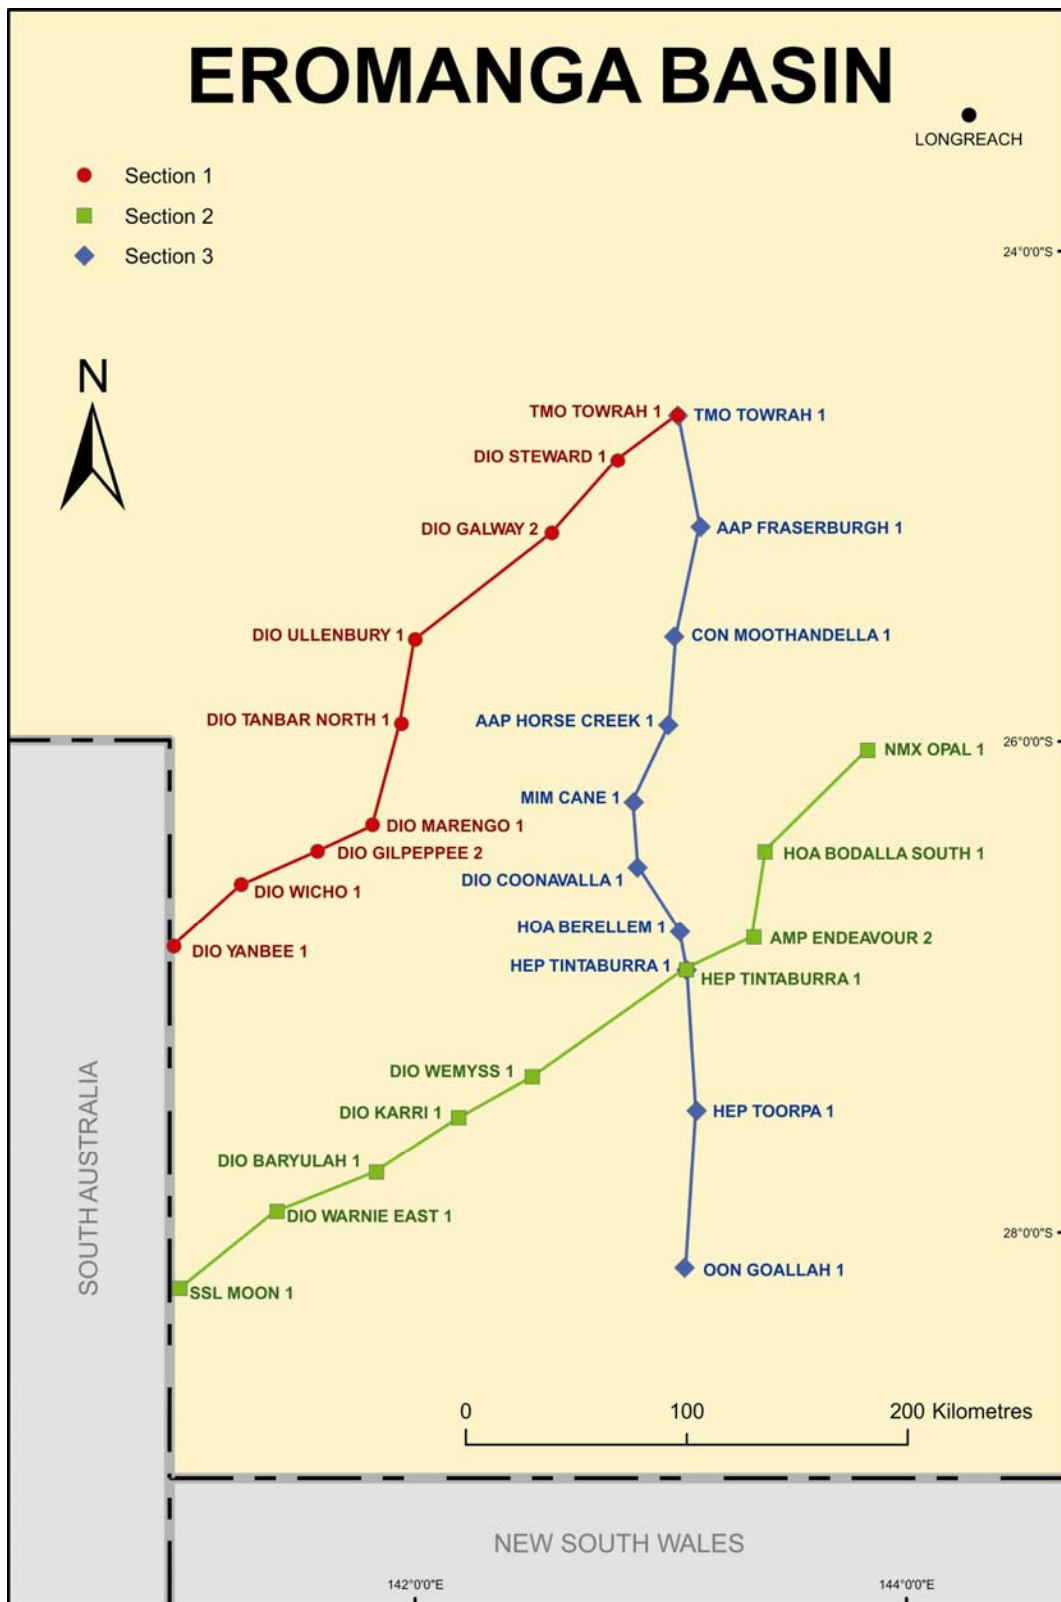 EROMANGA BASIN
LONGREACH
Section 1
Section 2
Section 3
24°0'0"S
N
TMO TOWRAH 1
TMO TOWRAH 1
DIO STEWARD 1
DIO GALWAY 2
AAP FRASERBURGH 1
DIO ULLENBURY 1
CON MOOTHANDELLA 1
DIO TANBAR NORTH 1
AAP HORSE CREEK 1
26°0'0"S
NMX OPAL 1
MIM CANE 1
DIO MARENGO 1
DIO GILPEPPEE 2
HOA BODALLA SOUTH 1
DIO WICHO 1
DIO COONAVALLA 1
HOA BERELLEM 1
AMP ENDEAVOUR 2
DIO YANBEE 1
HEP TINTABURRA 1
HEP TINTABURRA 1
DIO WEMYSS 1
DIO KARRI 1
HEP TOORPA 1
DIO BARYULAH 1
SOUTH AUSTRALIA
DIO WARNIE EAST 1
28°0'0"S
OON GOALLAH 1
SSL MOON 1
0 100 200 Kilometres
NEW SOUTH WALES
142°0'0"E 144°0'0"E